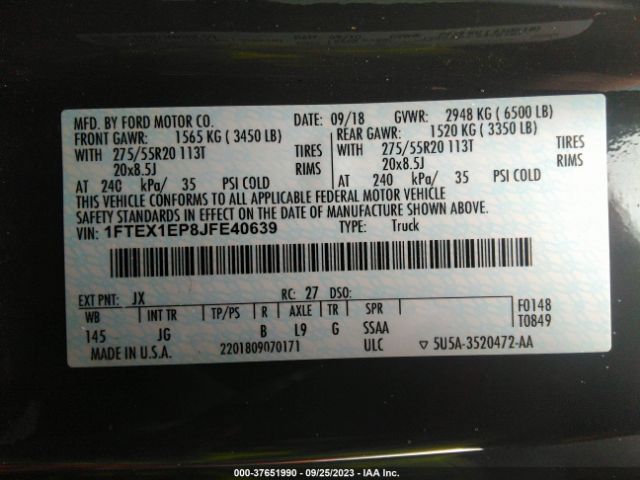 MFD. BY FORD MOTOR CO. DATE: 09/18 GVWR: 2948 KG ( 6500 LB)
FRONT GAWR: 1565 KG ( 3450 LB) REAR GAWR: 1520 KG ( 3350 LB)
WITH 275/55R20 113T TIRES WITH 275/55R20 113T TIRES
20x8.5J RIMS 20x8.5J RIMS
AT 240 kPa/ 35 PSI COLD AT 240 kPa/ 35 PSI COLD
THIS VEHICLE CONFORMS TO ALL APPLICABLE FEDERAL MOTOR VEHICLE
SAFETY STANDARDS IN EFFECT ON THE DATE OF MANUFACTURE SHOWN ABOVE.
VIN: 1FTEX1EP8JFE40639 TYPE: Truck
EXT PNT: JX RC: 27 DSO:
WB INT TR TP/PS R AXLE TR SPR F0148
145 JG B L9 G SSAA T0849
MADE IN U.S.A. 2201809070171 ULC ▽ 5U5A-3520472-AA
000-37651990 - 09/25/2023 - IAA Inc.